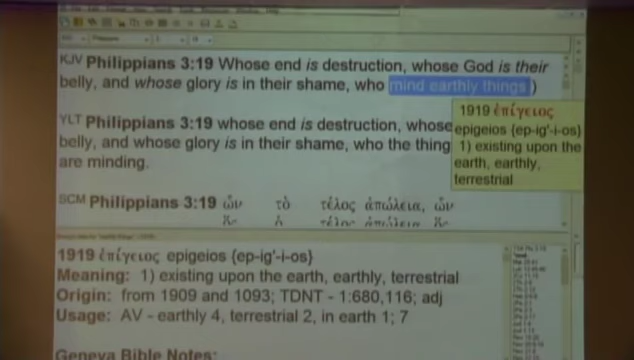 KJV Philippians 3:19 Whose end is destruction, whose God is their
belly, and whose glory is in their shame, who mind earthly things.)
1919 ἐπίγειος
epigeios {ep-ig'-i-os}
1) existing upon the
earth, earthly,
terrestrial
YLT Philippians 3:19 whose end is destruction, whose
belly, and whose glory is in their shame, who the thing
are minding.
SCM Philippians 3:19 ὧν τὸ τέλος ἀπώλεια, ὧν
1919 ἐπίγειος epigeios {ep-ig'-i-os}
Meaning: 1) existing upon the earth, earthly, terrestrial
Origin: from 1909 and 1093; TDNT - 1:680,116; adj
Usage: AV - earthly 4, terrestrial 2, in earth 1; 7
Geneva Bible Notes: